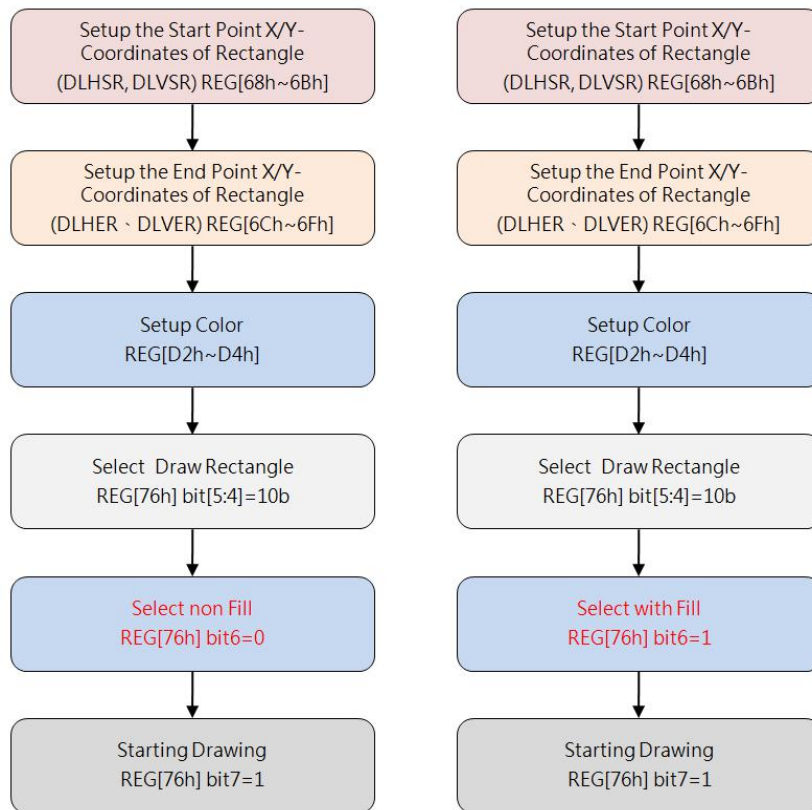 Setup the Start Point X/Y-
Coordinates of Rectangle
(DLHSR, DLVSR) REG[68h~6Bh]
Setup the End Point X/Y-
Coordinates of Rectangle
(DLHER、DLVER) REG[6Ch~6Fh]
Setup Color
REG[D2h~D4h]
Select Draw Rectangle
REG[76h] bit[5:4]=10b
Select non Fill
REG[76h] bit6=0
Starting Drawing
REG[76h] bit7=1
Setup the Start Point X/Y-
Coordinates of Rectangle
(DLHSR, DLVSR) REG[68h~6Bh]
Setup the End Point X/Y-
Coordinates of Rectangle
(DLHER、DLVER) REG[6Ch~6Fh]
Setup Color
REG[D2h~D4h]
Select Draw Rectangle
REG[76h] bit[5:4]=10b
Select with Fill
REG[76h] bit6=1
Starting Drawing
REG[76h] bit7=1